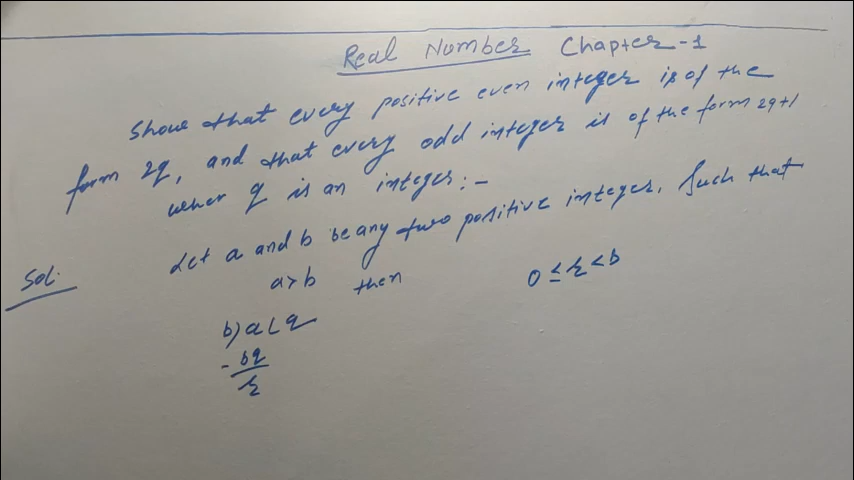 Real Number Chapter-1
Show that every positive even integer is of the
form 2q, and that every odd integer is of the form 2q+1
wher q is an integer:-
Sol. Let a and b be any two positive integer, Such that
a>b then 0 ≤ r < b
b)a(q
-bq
r